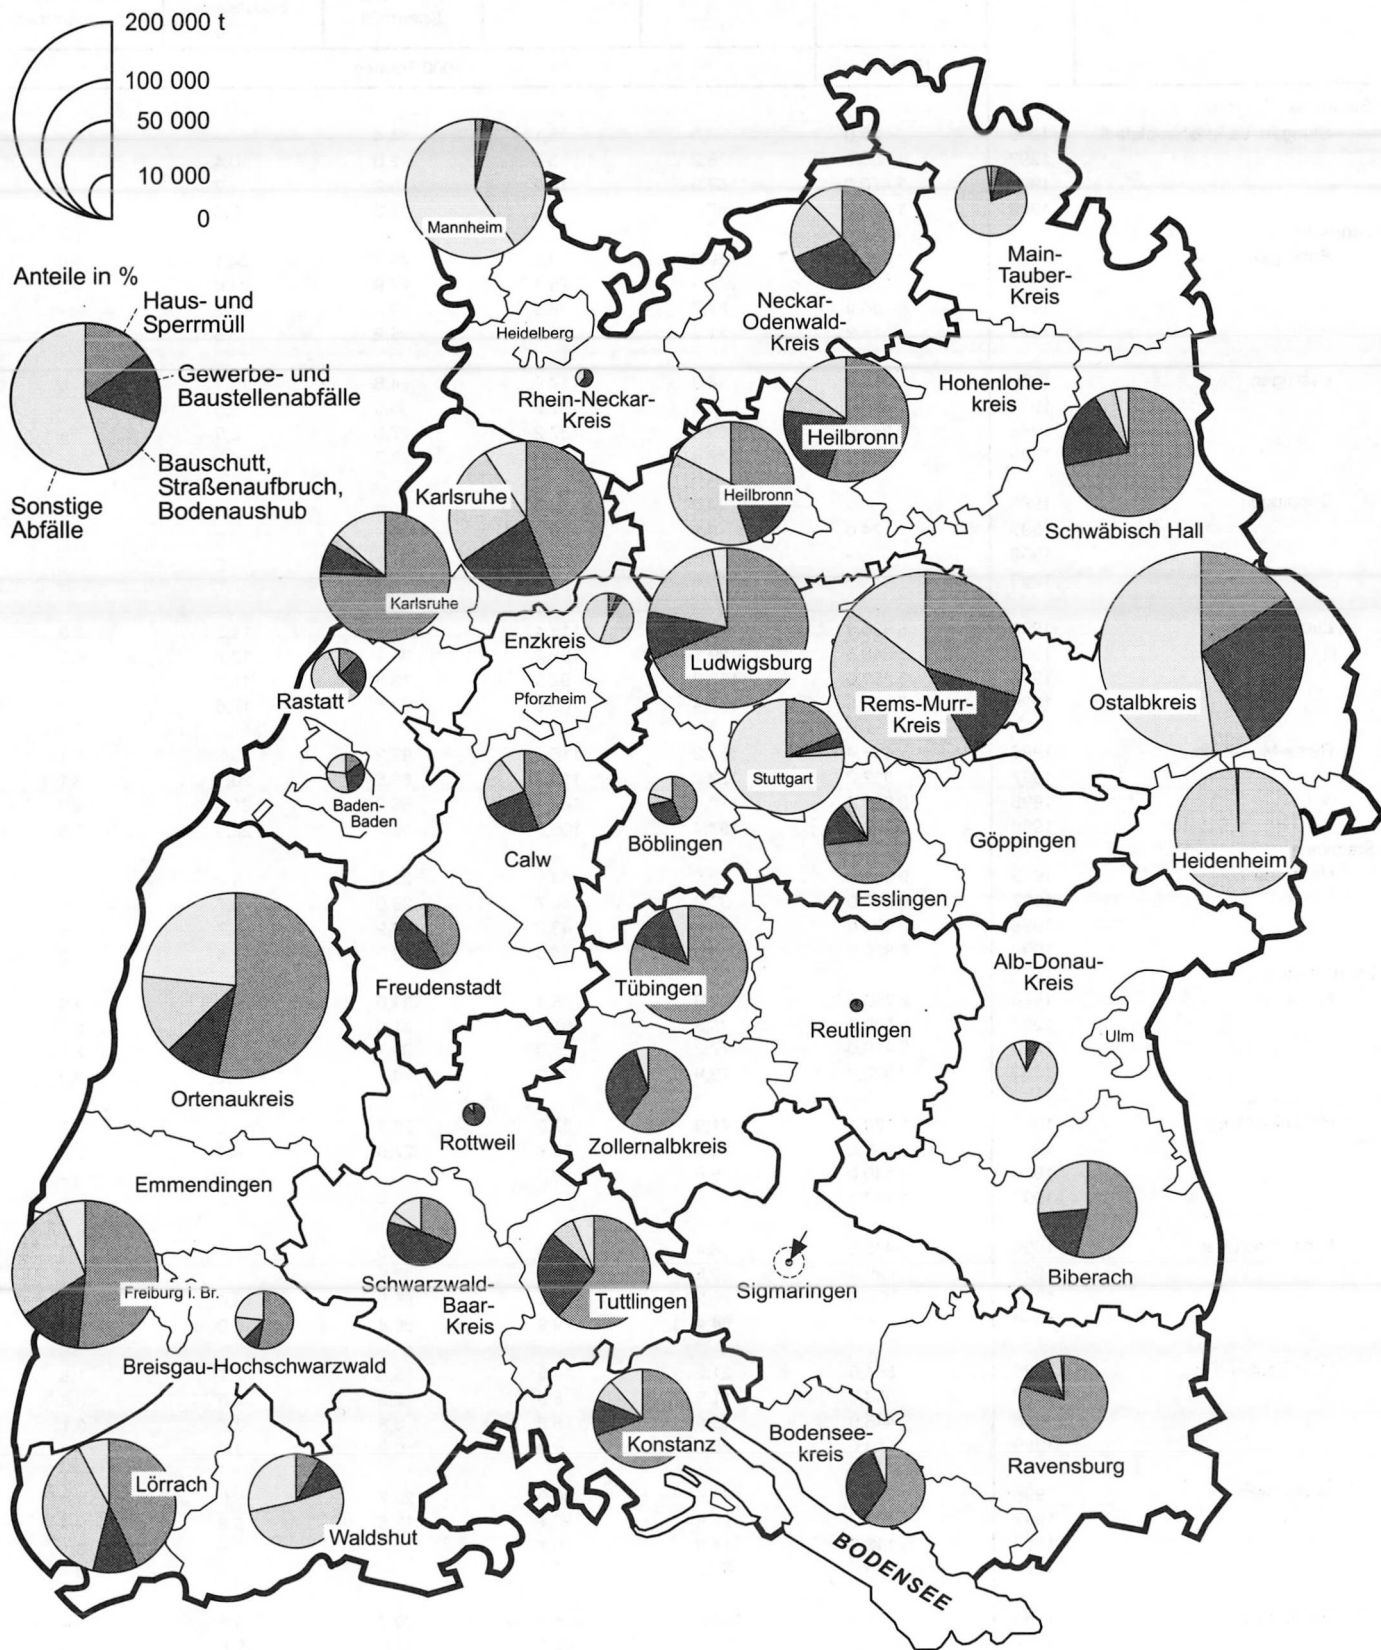 200 000 t
100 000
50 000
10 000
0
Anteile in %
Haus- und
Sperrmüll
Gewerbe- und
Baustellenabfälle
Bauschutt,
Straßenaufbruch,
Bodenaushub
Sonstige
Abfälle
Mannheim
Heidelberg
Rhein-Neckar-
Kreis
Neckar-
Odenwald-
Kreis
Main-
Tauber-
Kreis
Hohenlohe-
kreis
Heilbronn
Heilbronn
Schwäbisch Hall
Karlsruhe
Karlsruhe
Enzkreis
Pforzheim
Ludwigsburg
Rems-Murr-
Kreis
Ostalbkreis
Rastatt
Baden-
Baden
Calw
Böblingen
Stuttgart
Esslingen
Göppingen
Heidenheim
Freudenstadt
Tübingen
Reutlingen
Alb-Donau-
Kreis
Ulm
Ortenaukreis
Rottweil
Zollernalbkreis
Emmendingen
Freiburg i. Br.
Breisgau-Hochschwarzwald
Schwarzwald-
Baar-
Kreis
Tuttlingen
Sigmaringen
Biberach
Konstanz
Bodensee-
kreis
Ravensburg
Lörrach
Waldshut
BODENSEE